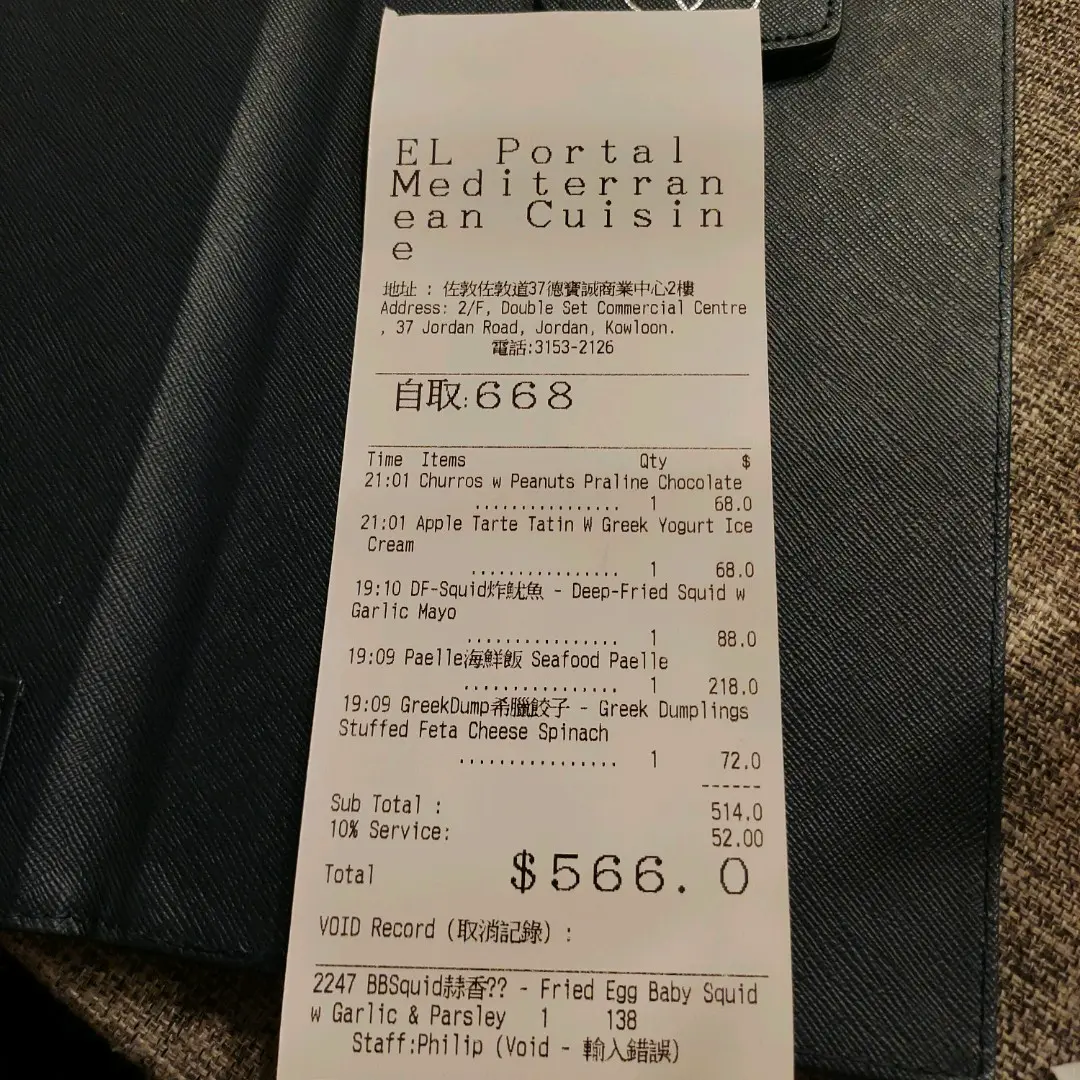 EL Portal
Mediterran
ean Cuisin
e
地址 : 佐敦佐敦道37德寶誠商業中心2樓
Address: 2/F, Double Set Commercial Centre
, 37 Jordan Road, Jordan, Kowloon.
電話:3153-2126
自取:668
Time Items Qty $
21:01 Churros w Peanuts Praline Chocolate
................ 1 68.0
21:01 Apple Tarte Tatin W Greek Yogurt Ice
Cream
................ 1 68.0
19:10 DF-Squid炸魷魚 - Deep-Fried Squid w
Garlic Mayo
................ 1 88.0
19:09 Paelle海鮮飯 Seafood Paelle
................ 1 218.0
19:09 GreekDump希臘餃子 - Greek Dumplings
Stuffed Feta Cheese Spinach
................ 1 72.0
------
Sub Total : 514.0
10% Service: 52.00
Total $566.0
VOID Record (取消記錄) :
2247 BBSquid蒜香?? - Fried Egg Baby Squid
w Garlic & Parsley 1 138
Staff:Philip (Void - 輸入錯誤)